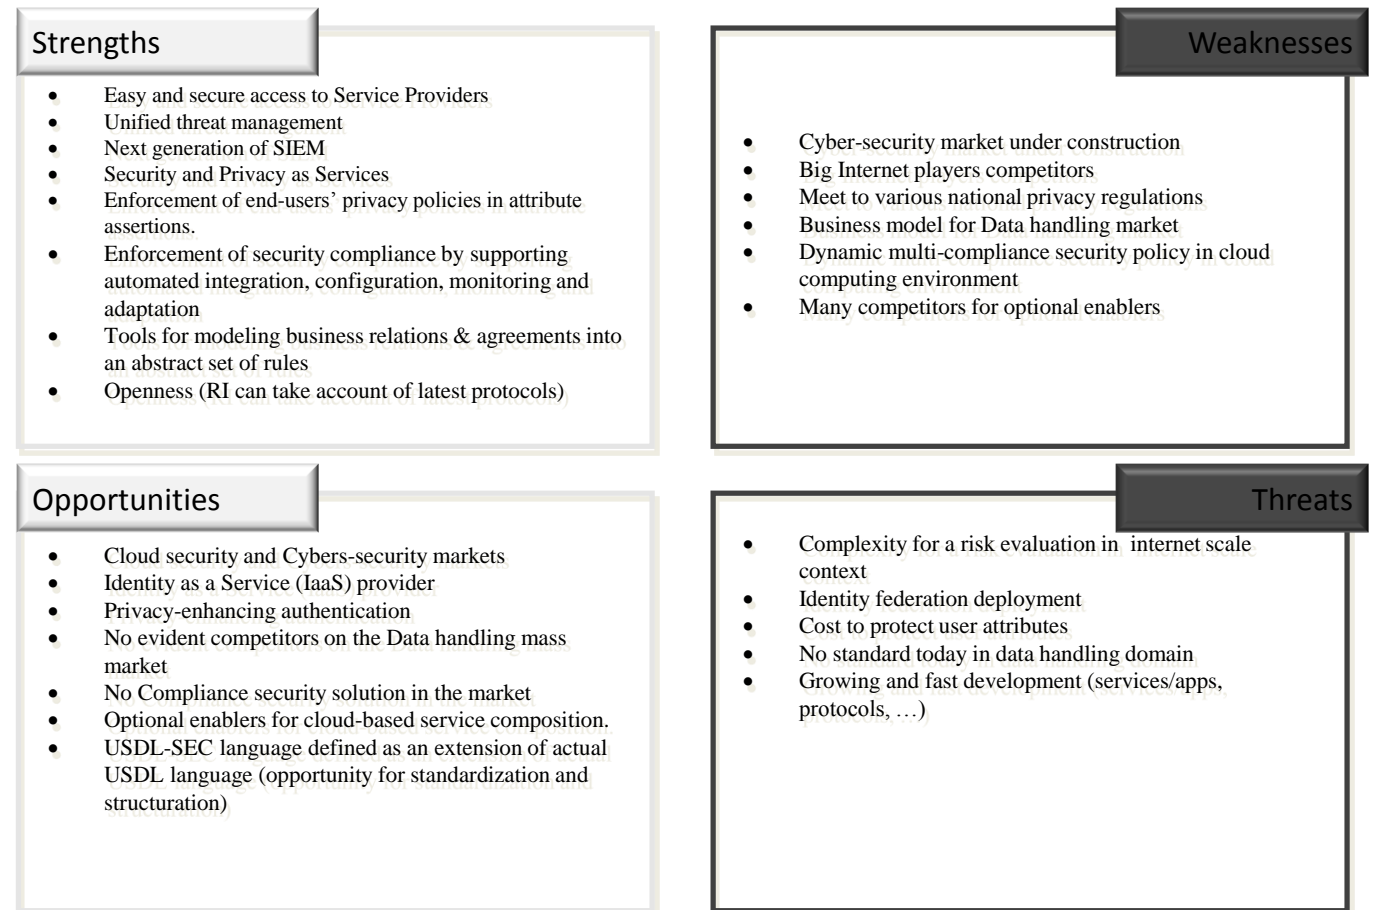 Strengths
• Easy and secure access to Service Providers
• Unified threat management
• Next generation of SIEM
• Security and Privacy as Services
• Enforcement of end-users’ privacy policies in attribute
assertions.
• Enforcement of security compliance by supporting
automated integration, configuration, monitoring and
adaptation
• Tools for modeling business relations & agreements into
an abstract set of rules
• Openness (RI can take account of latest protocols)
Weaknesses
• Cyber-security market under construction
• Big Internet players competitors
• Meet to various national privacy regulations
• Business model for Data handling market
• Dynamic multi-compliance security policy in cloud
computing environment
• Many competitors for optional enablers
Opportunities
• Cloud security and Cybers-security markets
• Identity as a Service (IaaS) provider
• Privacy-enhancing authentication
• No evident competitors on the Data handling mass
market
• No Compliance security solution in the market
• Optional enablers for cloud-based service composition.
• USDL-SEC language defined as an extension of actual
USDL language (opportunity for standardization and
structuration)
Threats
• Complexity for a risk evaluation in internet scale
context
• Identity federation deployment
• Cost to protect user attributes
• No standard today in data handling domain
• Growing and fast development (services/apps,
protocols, …)